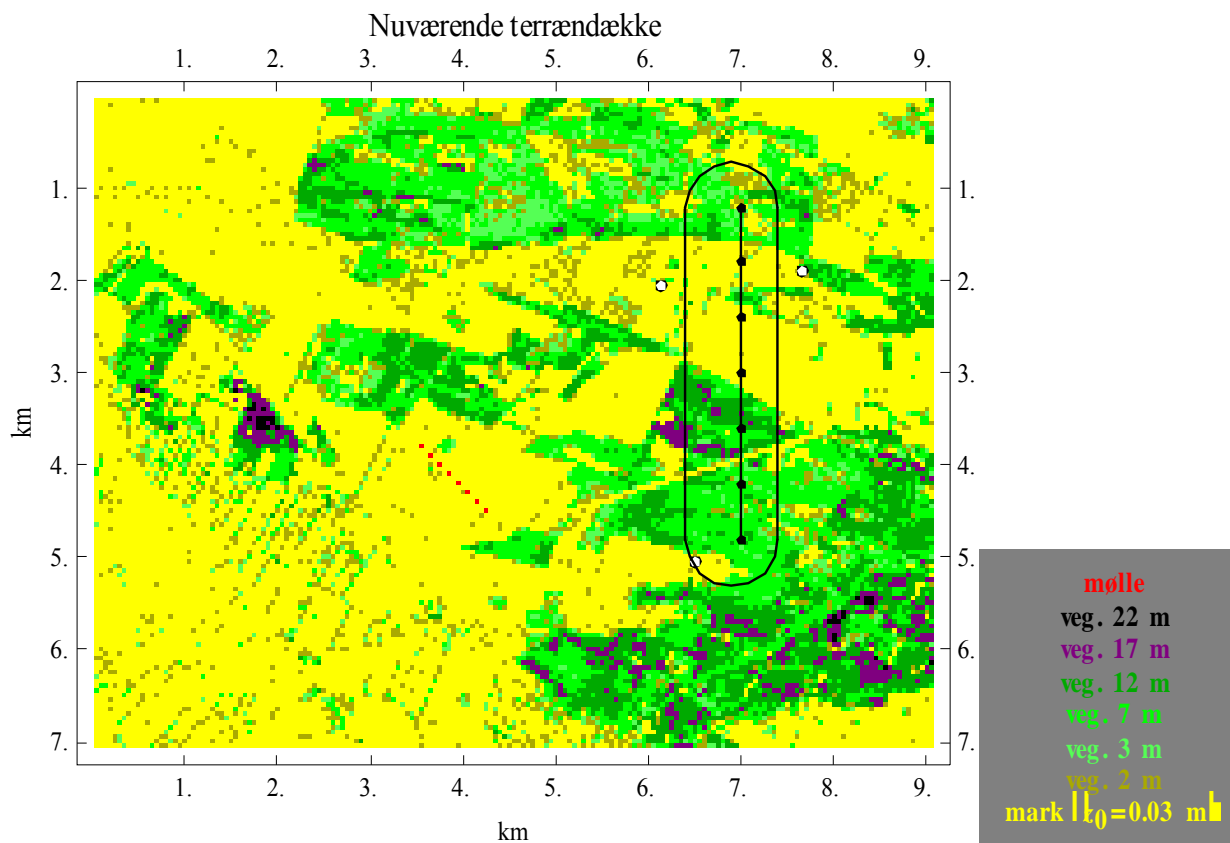 Nuværende terrændække
1. 2. 3. 4. 5. 6. 7. 8. 9.
1. 1.
2. 2.
3. 3.
km
4. 4.
5. 5.
6. 6.
7. 7.
1. 2. 3. 4. 5. 6. 7. 8. 9.
km
mølle
veg. 22 m
veg. 17 m
veg. 12 m
veg. 7 m
veg. 3 m
veg. 2 m
mark =0.03 m